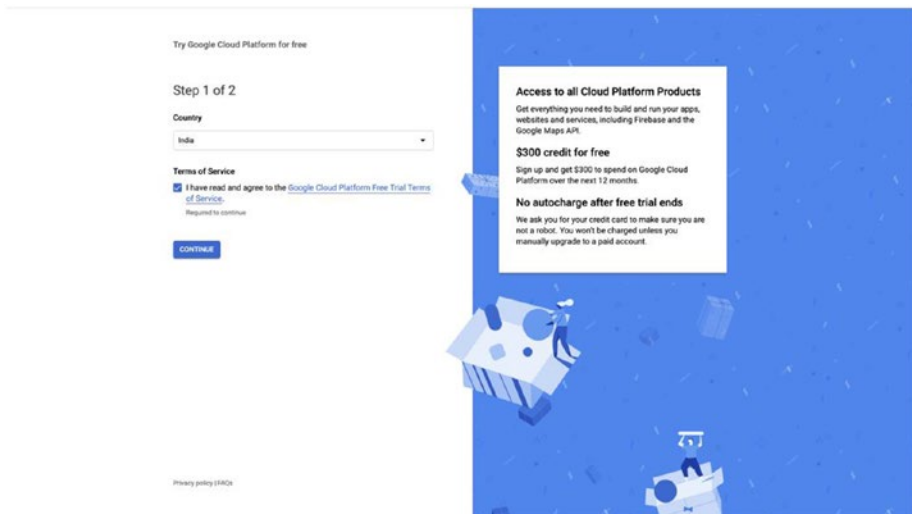 Try Google Cloud Platform for free
Step 1 of 2
Country
India
Terms of Service
I have read and agree to the Google Cloud Platform Free Trial Terms
of Service.
Required to continue
CONTINUE
Privacy policy | FAQs
Access to all Cloud Platform Products
Get everything you need to build and run your apps,
websites and services, including Firebase and the
Google Maps API.
$300 credit for free
Sign up and get $300 to spend on Google Cloud
Platform over the next 12 months.
No autocharge after free trial ends
We ask you for your credit card to make sure you are
not a robot. You won't be charged unless you
manually upgrade to a paid account.